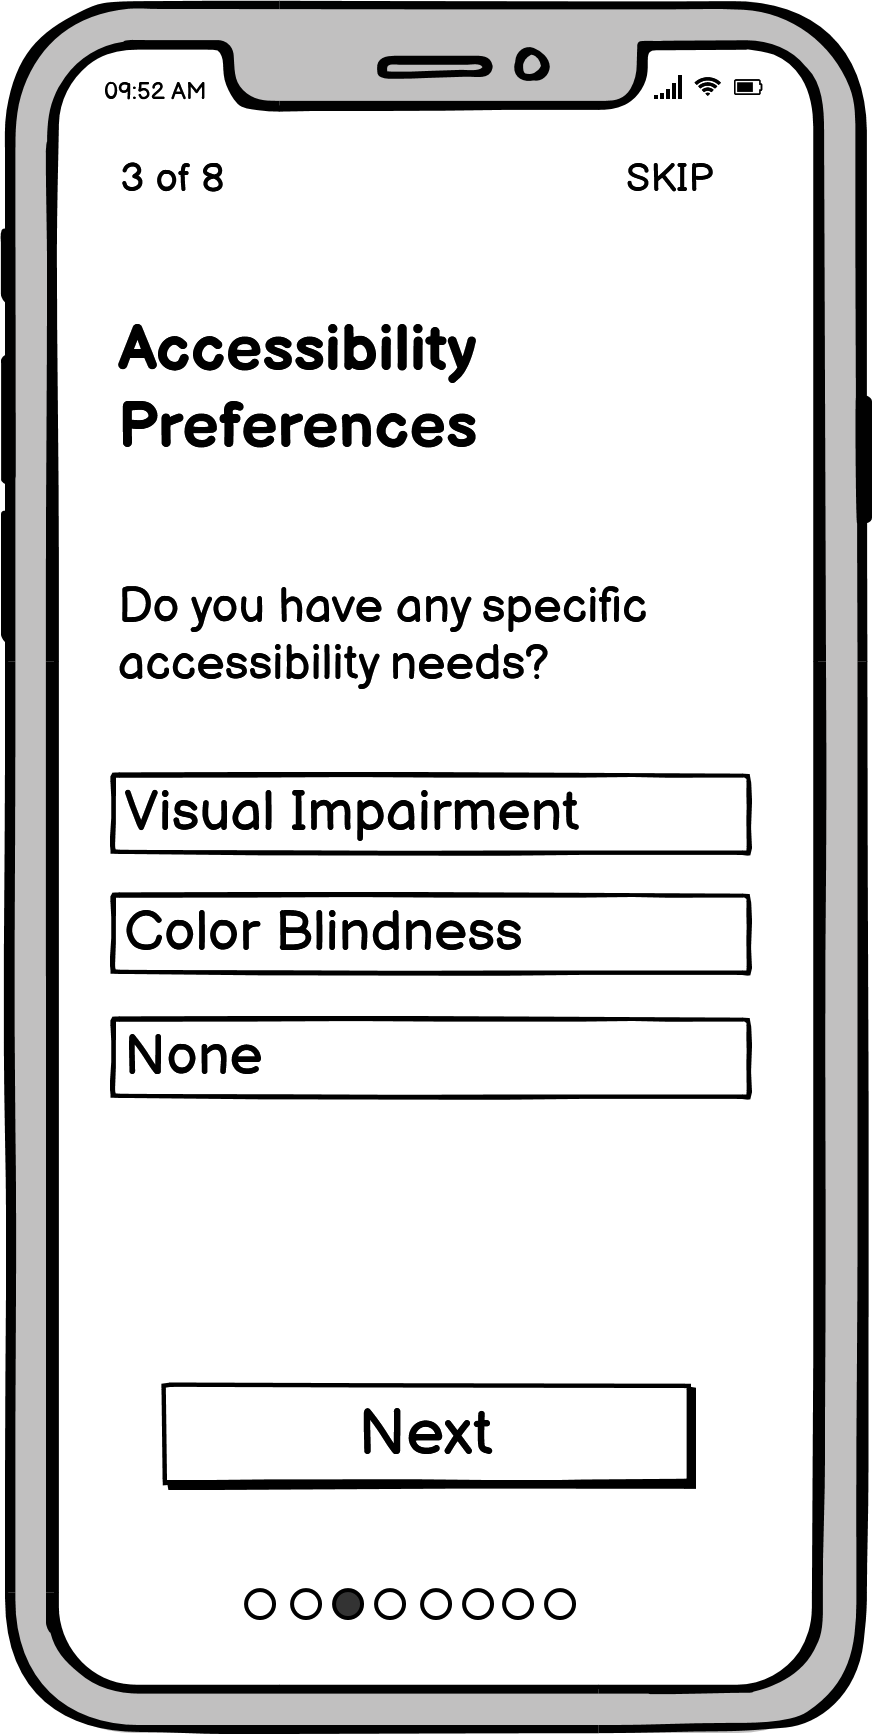 09:52 AM
3 of 8
SKIP
Accessibility
Preferences
Do you have any specific
accessibility needs?
Visual Impairment
Color Blindness
None
Next